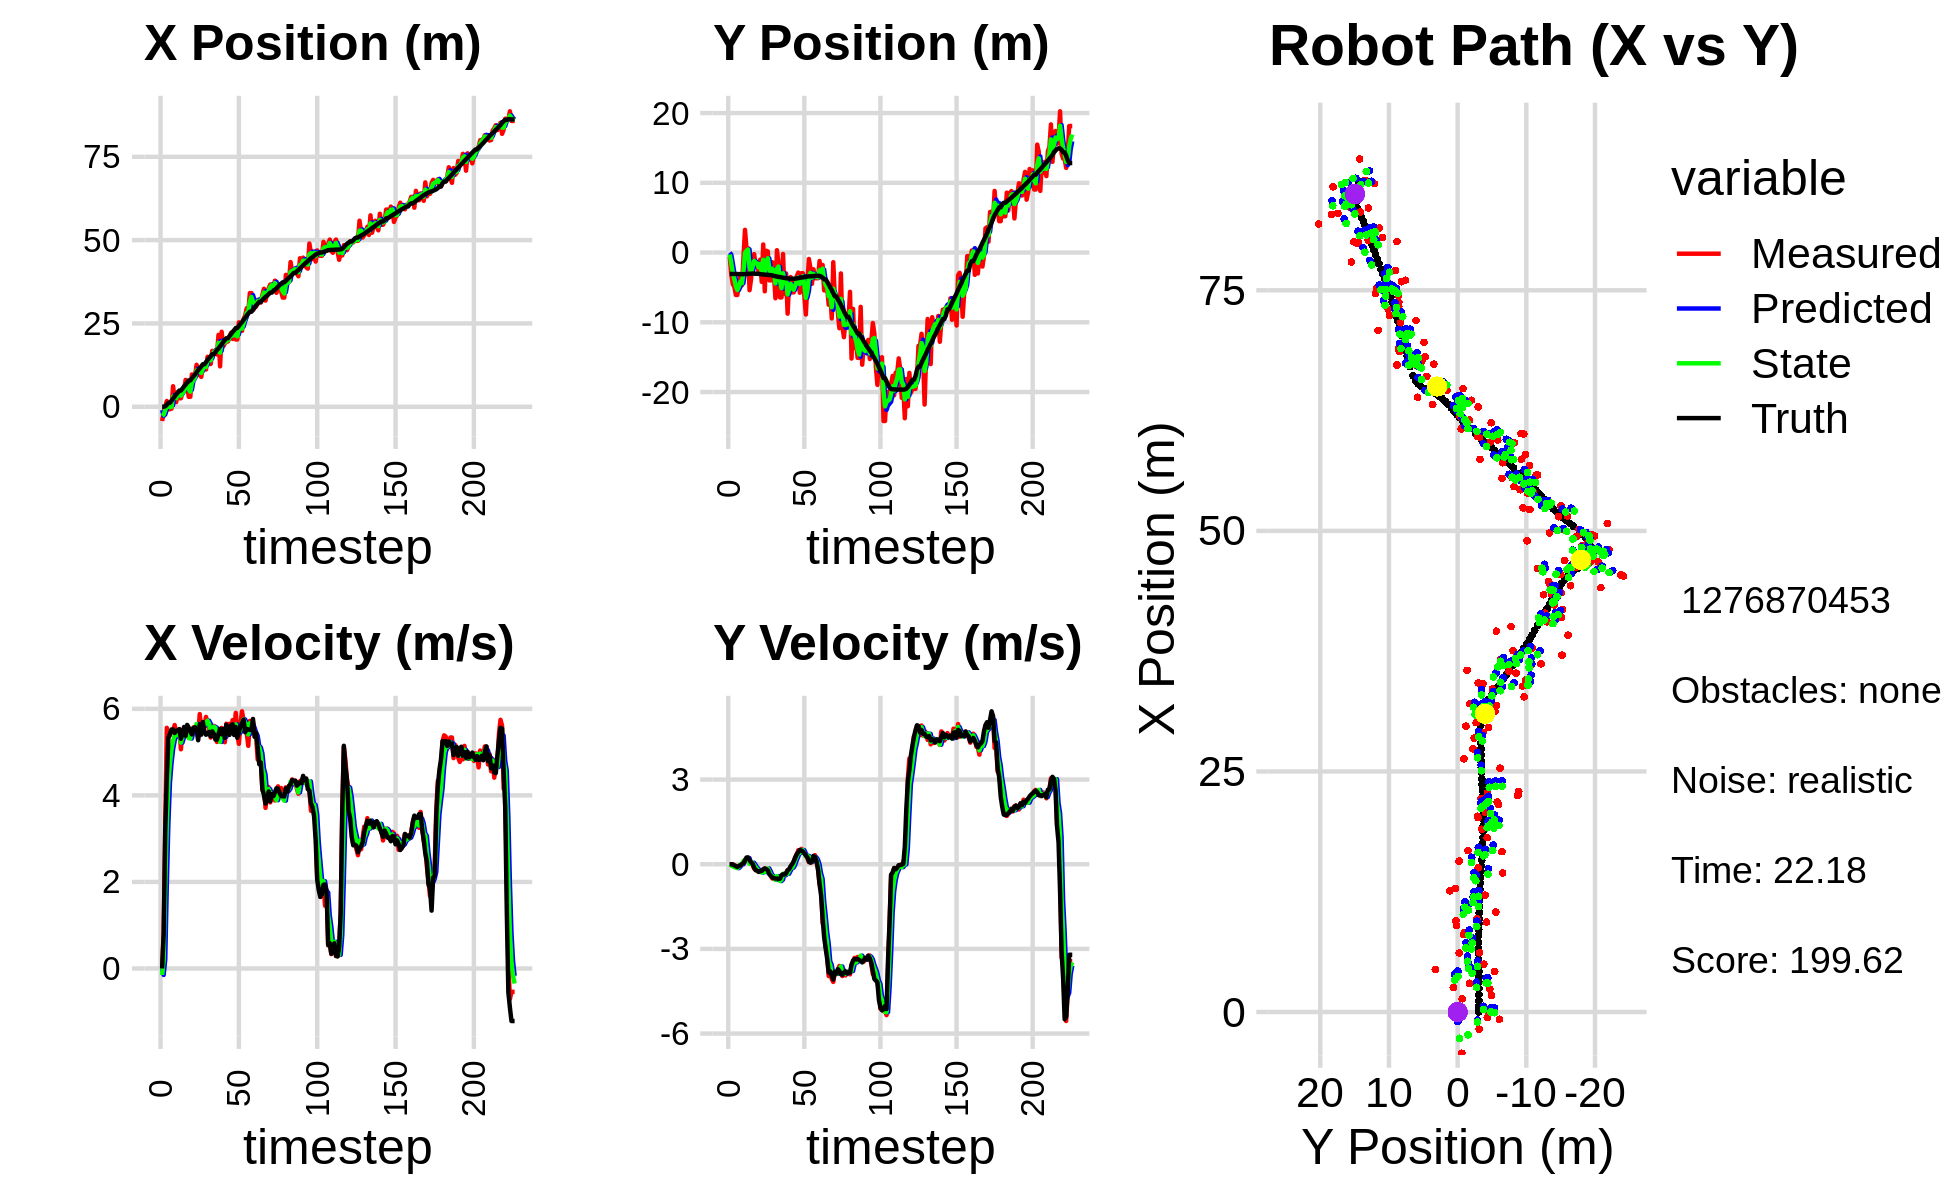 X Position (m)
75
50
25
0
0
50
100
150
200
timestep
Y Position (m)
20
10
0
-10
-20
0
50
100
150
200
timestep
X Velocity (m/s)
6
4
2
0
0
50
100
150
200
timestep
Y Velocity (m/s)
3
0
-3
-6
0
50
100
150
200
timestep
Robot Path (X vs Y)
X Position (m)
75
50
25
0
20 10 0 -10 -20
Y Position (m)
variable
Measured
Predicted
State
Truth
1276870453
Obstacles: none
Noise: realistic
Time: 22.18
Score: 199.62